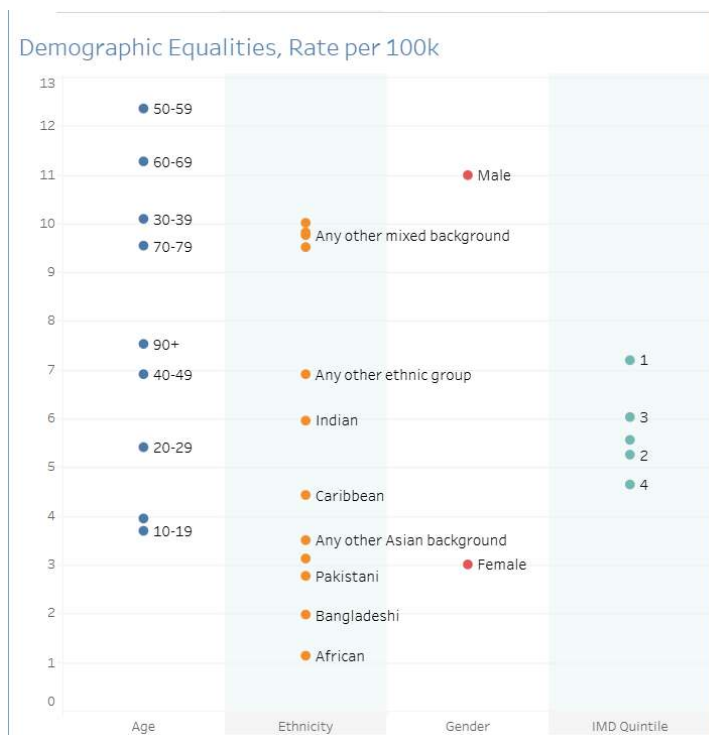 Demographic Equalities, Rate per 100k
13
12
11
10
9
8
7
6
5
4
3
2
1
0
50-59
60-69
30-39
70-79
90+
40-49
20-29
10-19
Any other mixed background
Any other ethnic group
Indian
Caribbean
Any other Asian background
Pakistani
Bangladeshi
African
Male
Female
1
3
2
4
Age
Ethnicity
Gender
IMD Quintile